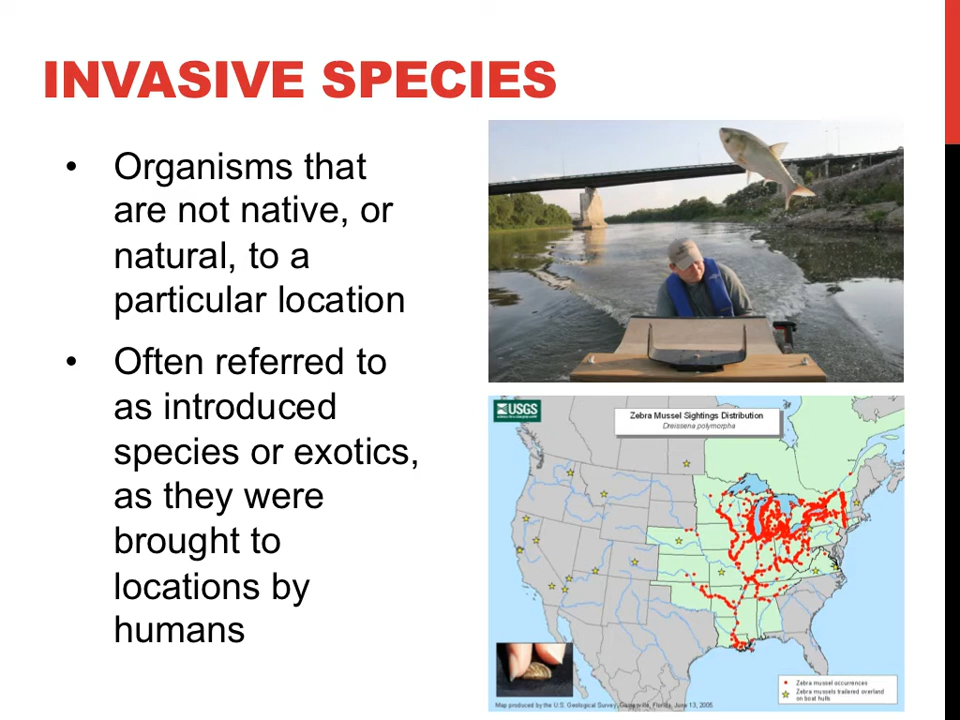 INVASIVE SPECIES
• Organisms that
are not native, or
natural, to a
particular location
• Often referred to
as introduced
species or exotics,
as they were
brought to
locations by
humans
USGS
Zebra Mussel Sightings Distribution
Dreissena polymorpha
Zebra mussel occurrences
Zebra mussels trailered overland
on boat hulls
Map produced by the U.S. Geological Survey, Gainesville, Florida, June 13, 2005